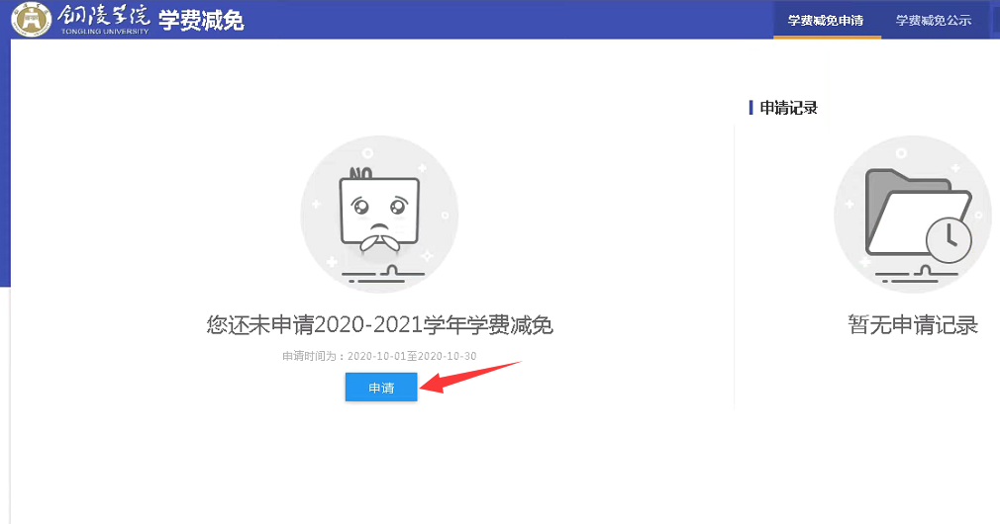 铜陵学院 学费减免
TONGLING UNIVERSITY
学费减免申请 学费减免公示
申请记录
NO
您还未申请2020-2021学年学费减免
申请时间为：2020-10-01至2020-10-30
申请
暂无申请记录